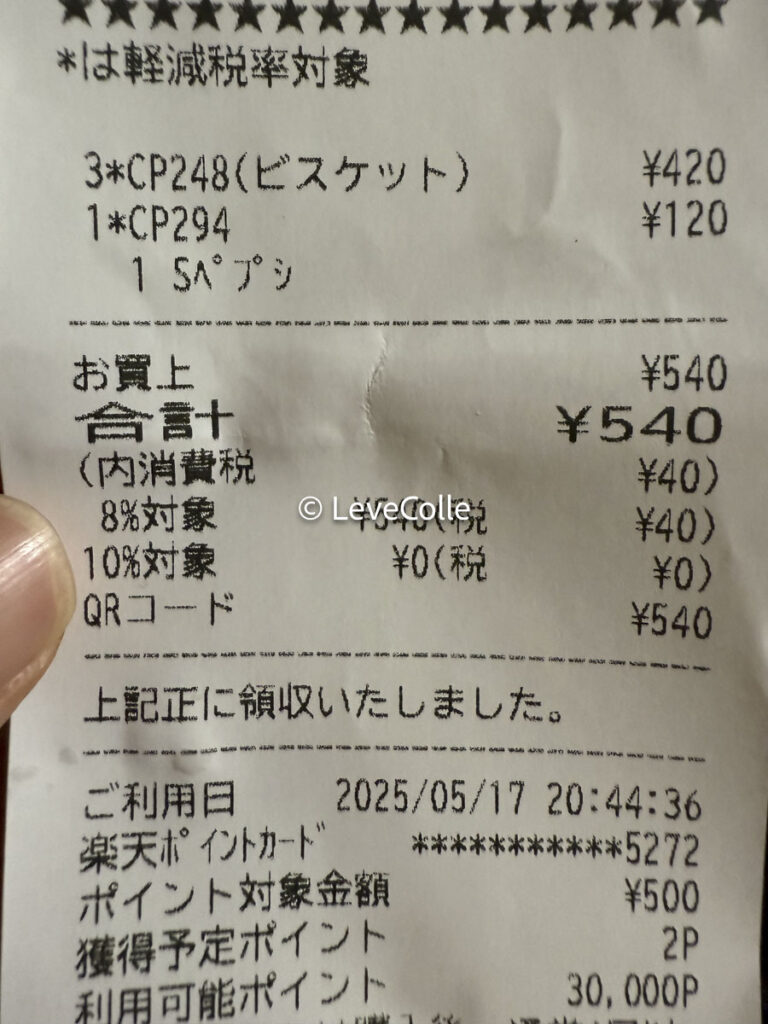 ★★★★★★★★★★★★★★★★
*は軽減税率対象
3*CP248(ビスケット) ¥420
1*CP294 ¥120
1 Sペプシ
お買上 ¥540
合計 ¥540
(内消費税 ¥40)
8%対象 ¥540(税 ¥40)
© LeveColle
10%対象 ¥0(税 ¥0)
QRコード ¥540
上記正に領収いたしました。
ご利用日 2025/05/17 20:44:36
楽天ポイントカード ***********5272
ポイント対象金額 ¥500
獲得予定ポイント 2P
利用可能ポイント 30,000P